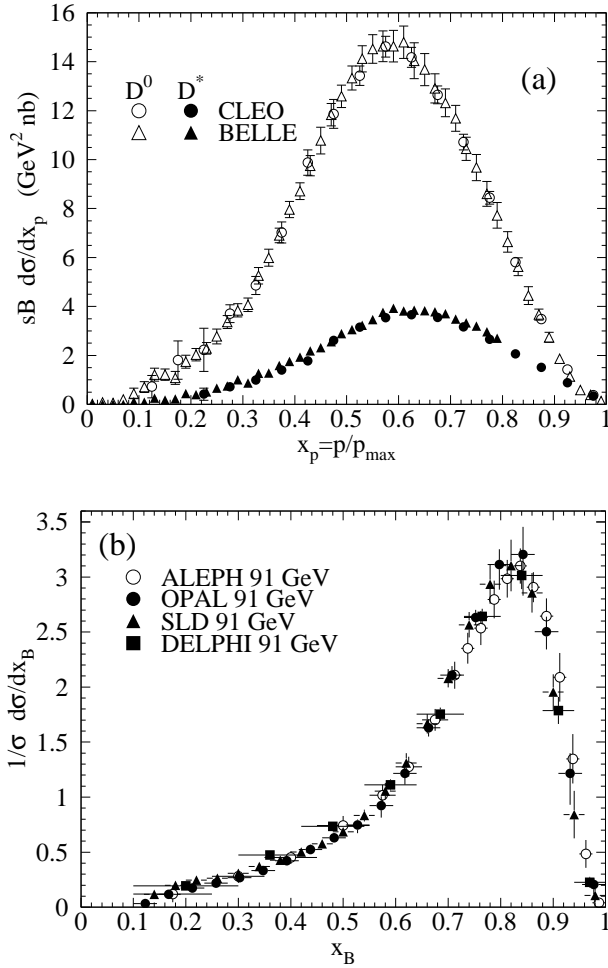 16
14
12
10
8
6
4
2
0
sB dσ/dx_p (GeV² nb)
(a)
D⁰ D*
CLEO
BELLE
0 0.1 0.2 0.3 0.4 0.5 0.6 0.7 0.8 0.9 1
x_p=p/p_max
3.5
3
2.5
2
1.5
1
0.5
0
1/σ dσ/dx_B
(b)
ALEPH 91 GeV
OPAL 91 GeV
SLD 91 GeV
DELPHI 91 GeV
0 0.1 0.2 0.3 0.4 0.5 0.6 0.7 0.8 0.9 1
x_B